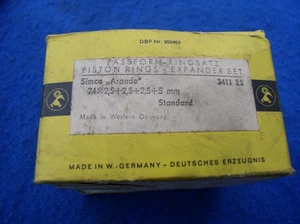 DBP Nr. 955463
PASSFORM-RINGSATZ
PISTON RINGS - EXPANDER SET
Simca „Aronde" 3411 ES
74×2,5+2,5+2,5+5 mm
Standard
Made in Western Germany
MADE IN W.-GERMANY - DEUTSCHES ERZEUGNIS